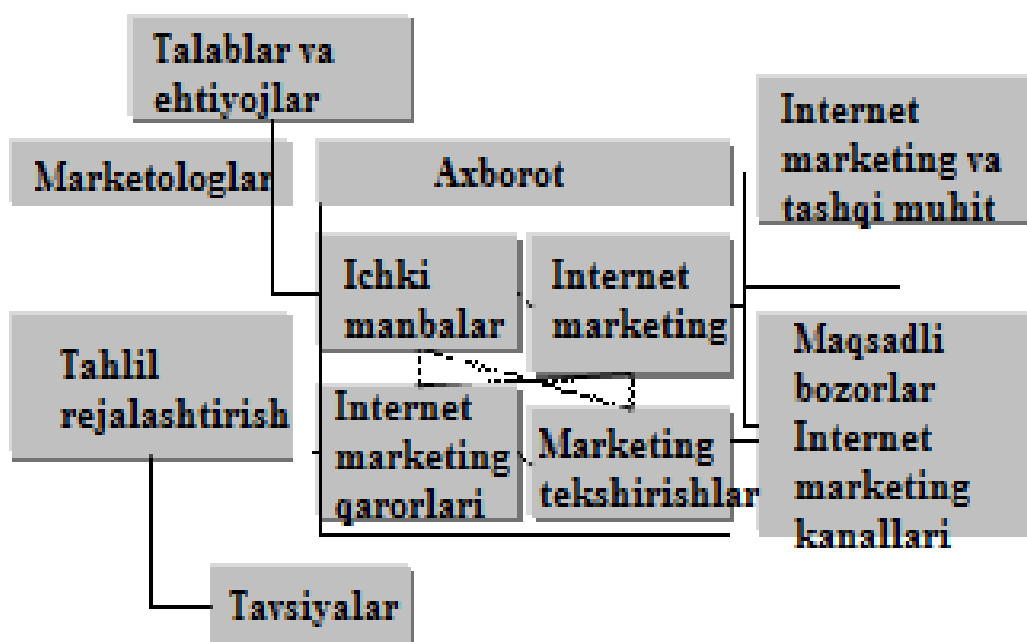 Talablar va
ehtiyojlar
Marketologlar
Axborot
Internet
marketing va
tashqi muhit
Ichki
manbalar
Internet
marketing
Tahlil
rejalashtirish
Internet
marketing
qarorlari
Marketing
tekshirishlar
Maqsadli
bozorlar
Internet
marketing
kanallari
Tavsiyalar